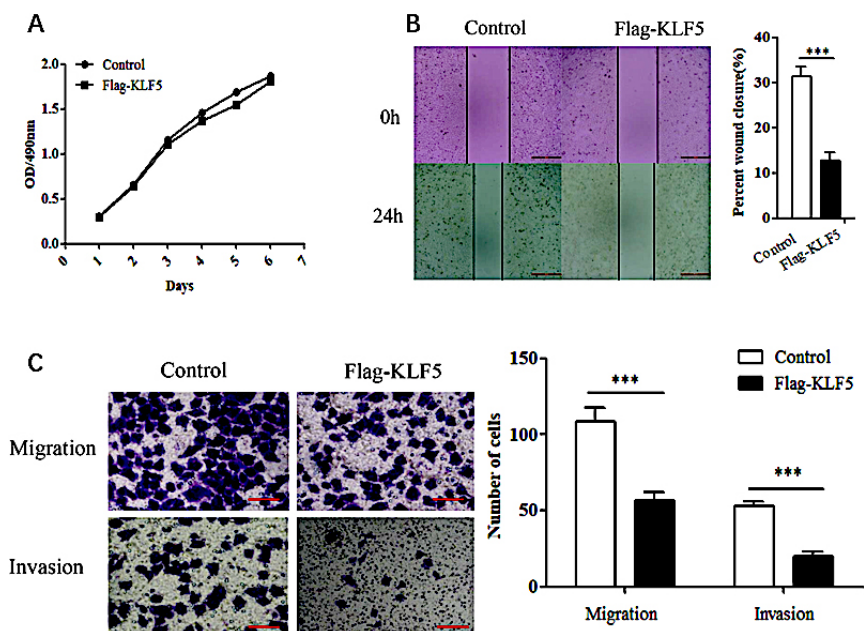 A
Control
Flag-KLF5
OD/490nm
2.0
1.5
1.0
0.5
0.0
0 1 2 3 4 5 6 7
Days
B
Control Flag-KLF5
0h
24h
Percent wound closure(%)
40
30
20
10
0
***
Control
Flag-KLF5
C
Control Flag-KLF5
Migration
Invasion
Number of cells
150
100
50
0
Control
Flag-KLF5
***
***
Migration Invasion